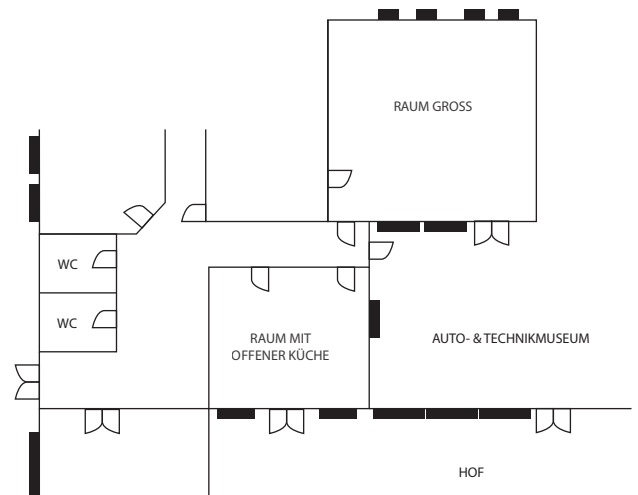 RAUM GROSS
WC
WC
RAUM MIT
OFFENER KÜCHE
AUTO- & TECHNIKMUSEUM
HOF